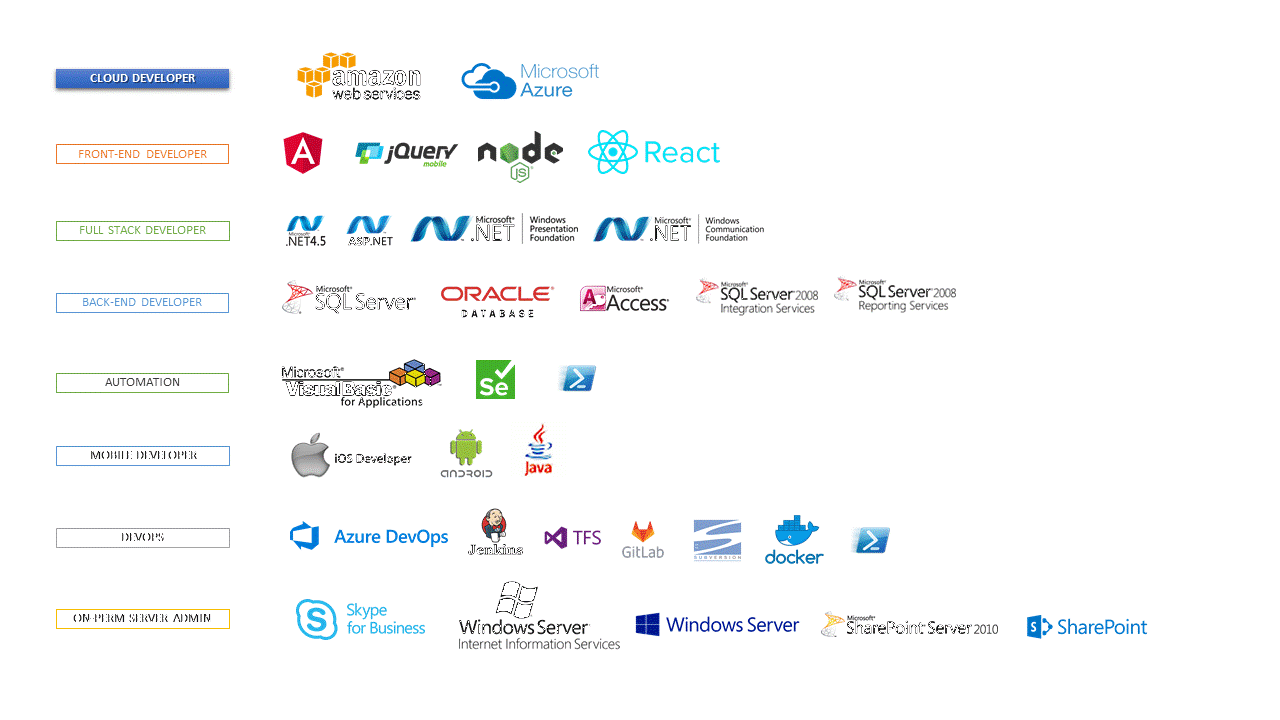 CLOUD DEVELOPER
amazon
web services
Microsoft
Azure
FRONT-END DEVELOPER
A
jQuery
mobile
node
JS
React
FULL STACK DEVELOPER
Microsoft®
.NET4.5
Microsoft®
ASP.NET
Microsoft®
.NET
Windows
Presentation
Foundation
Microsoft®
.NET
Windows
Communication
Foundation
BACK-END DEVELOPER
Microsoft®
SQL Server®
ORACLE®
DATABASE
A
Microsoft®
Access®
Microsoft®
SQL Server®2008
Integration Services
Microsoft®
SQL Server®2008
Reporting Services
AUTOMATION
Microsoft®
Visual Basic®
for Applications
Se
MOBILE DEVELOPER
iOS Developer
ANDROID
Java
DEVOPS
Azure DevOps
Jenkins
TFS
GitLab
SUBVERSION
docker
ON-PERM SERVER ADMIN
S
Skype
for Business
Windows Server®
Internet Information Services
Windows Server
Microsoft®
SharePoint Server 2010
S
SharePoint